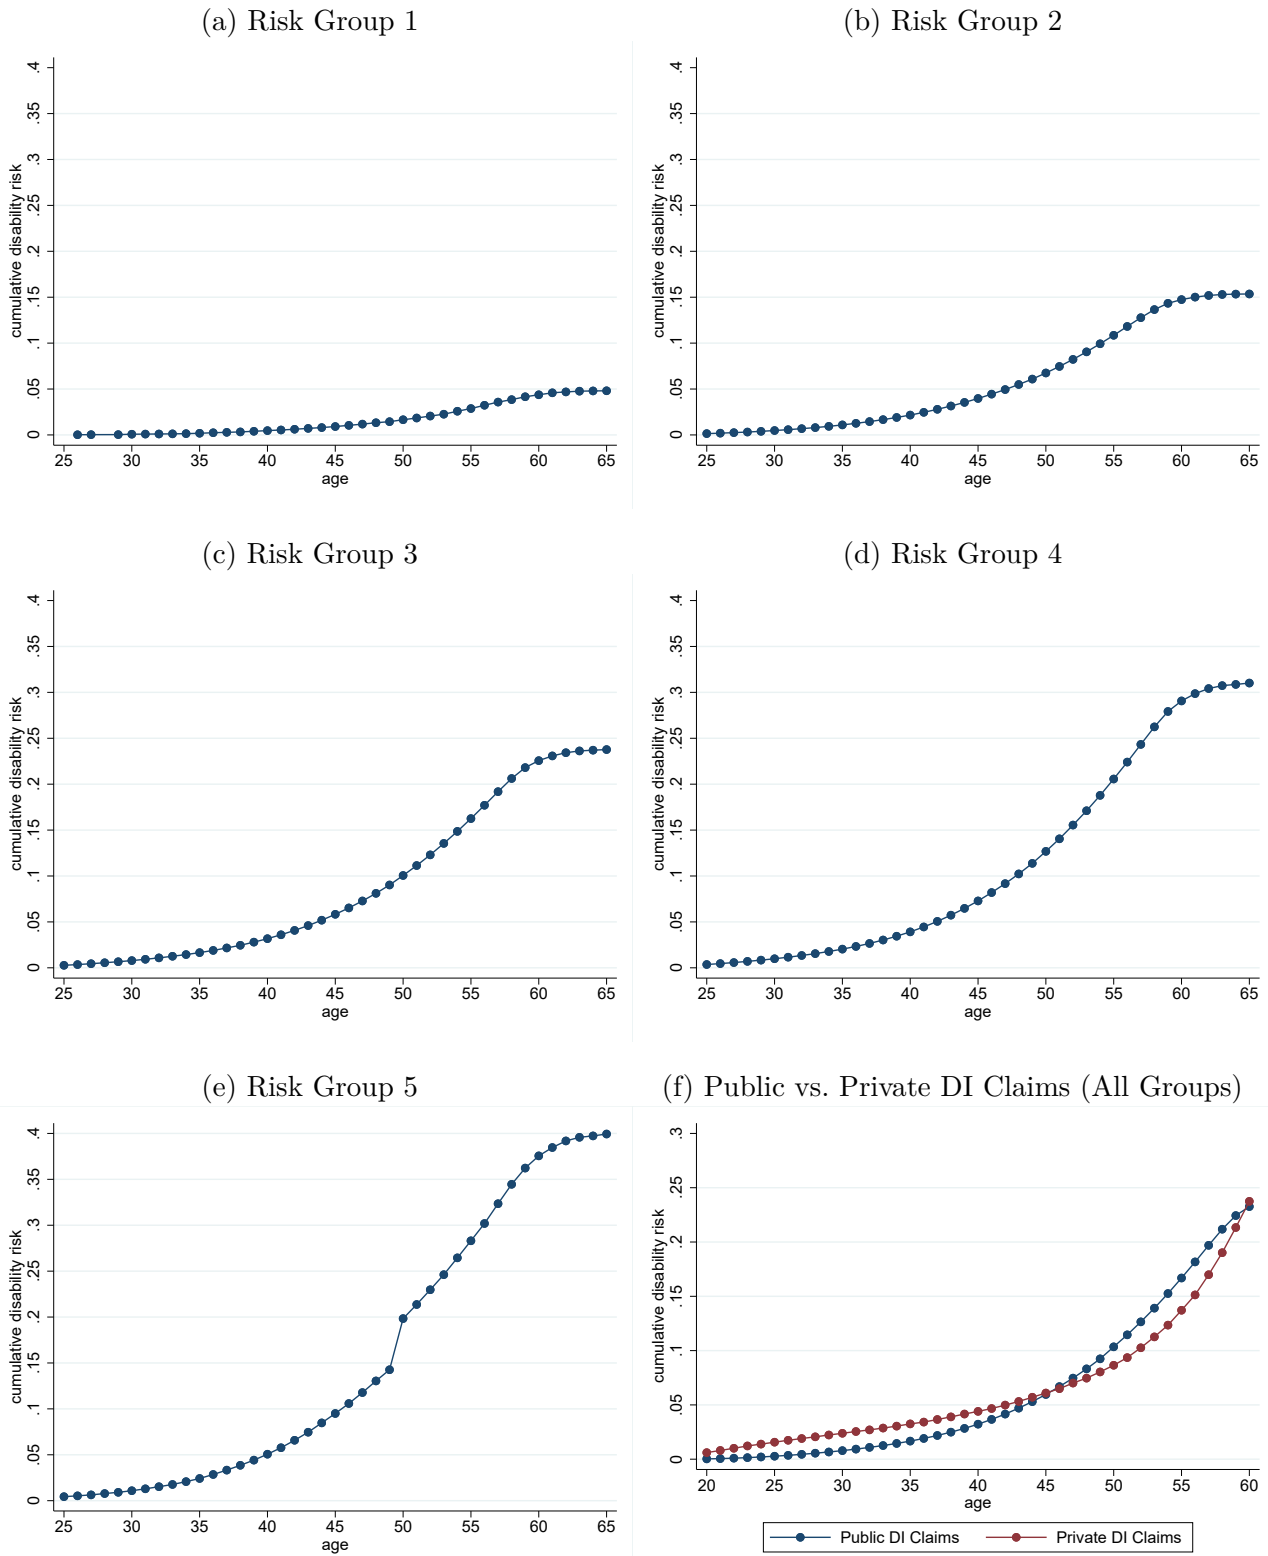 (a) Risk Group 1
cumulative disability risk
0 .05 .1 .15 .2 .25 .3 .35 .4
25 30 35 40 45 50 55 60 65
age
(b) Risk Group 2
cumulative disability risk
0 .05 .1 .15 .2 .25 .3 .35 .4
25 30 35 40 45 50 55 60 65
age
(c) Risk Group 3
cumulative disability risk
0 .05 .1 .15 .2 .25 .3 .35 .4
25 30 35 40 45 50 55 60 65
age
(d) Risk Group 4
cumulative disability risk
0 .05 .1 .15 .2 .25 .3 .35 .4
25 30 35 40 45 50 55 60 65
age
(e) Risk Group 5
cumulative disability risk
0 .05 .1 .15 .2 .25 .3 .35 .4
25 30 35 40 45 50 55 60 65
age
(f) Public vs. Private DI Claims (All Groups)
cumulative disability risk
0 .05 .1 .15 .2 .25 .3
20 25 30 35 40 45 50 55 60
age
Public DI Claims Private DI Claims